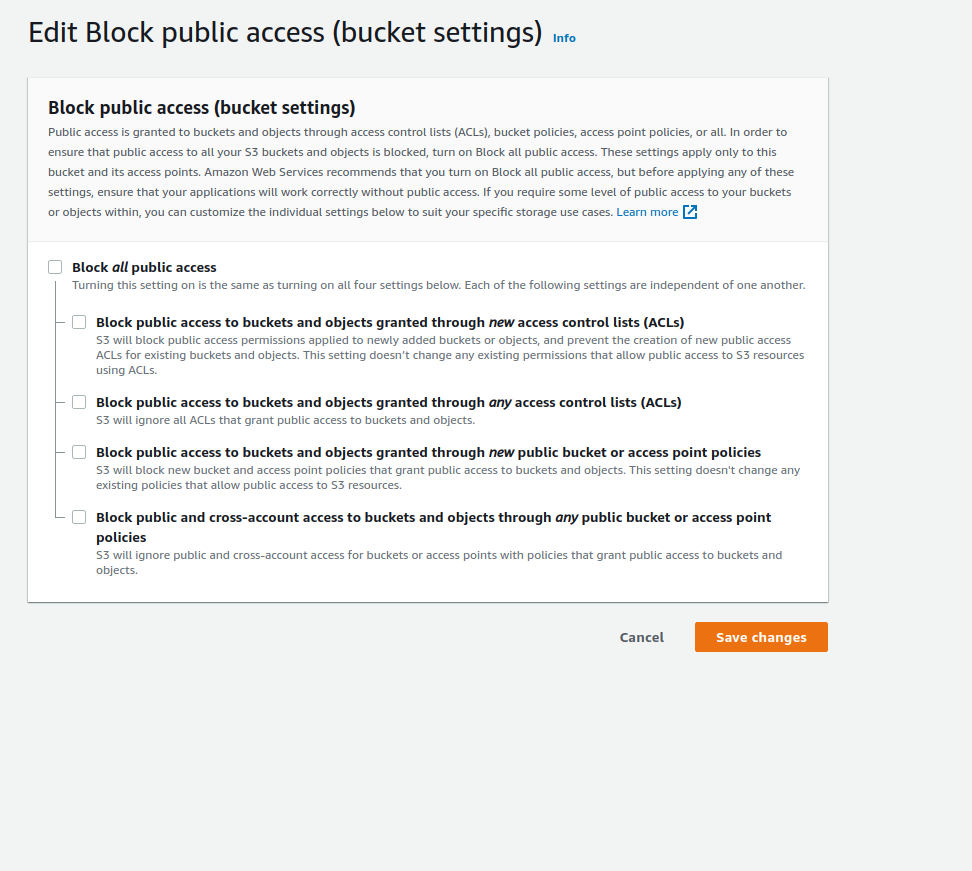 Edit Block public access (bucket settings) Info
Block public access (bucket settings)
Public access is granted to buckets and objects through access control lists (ACLs), bucket policies, access point policies, or all. In order to
ensure that public access to all your S3 buckets and objects is blocked, turn on Block all public access. These settings apply only to this
bucket and its access points. Amazon Web Services recommends that you turn on Block all public access, but before applying any of these
settings, ensure that your applications will work correctly without public access. If you require some level of public access to your buckets
or objects within, you can customize the individual settings below to suit your specific storage use cases. Learn more
Block all public access
Turning this setting on is the same as turning on all four settings below. Each of the following settings are independent of one another.
Block public access to buckets and objects granted through new access control lists (ACLs)
S3 will block public access permissions applied to newly added buckets or objects, and prevent the creation of new public access
ACLs for existing buckets and objects. This setting doesn't change any existing permissions that allow public access to S3 resources
using ACLs.
Block public access to buckets and objects granted through any access control lists (ACLs)
S3 will ignore all ACLs that grant public access to buckets and objects.
Block public access to buckets and objects granted through new public bucket or access point policies
S3 will block new bucket and access point policies that grant public access to buckets and objects. This setting doesn't change any
existing policies that allow public access to S3 resources.
Block public and cross-account access to buckets and objects through any public bucket or access point
policies
S3 will ignore public and cross-account access for buckets or access points with policies that grant public access to buckets and
objects.
Cancel
Save changes